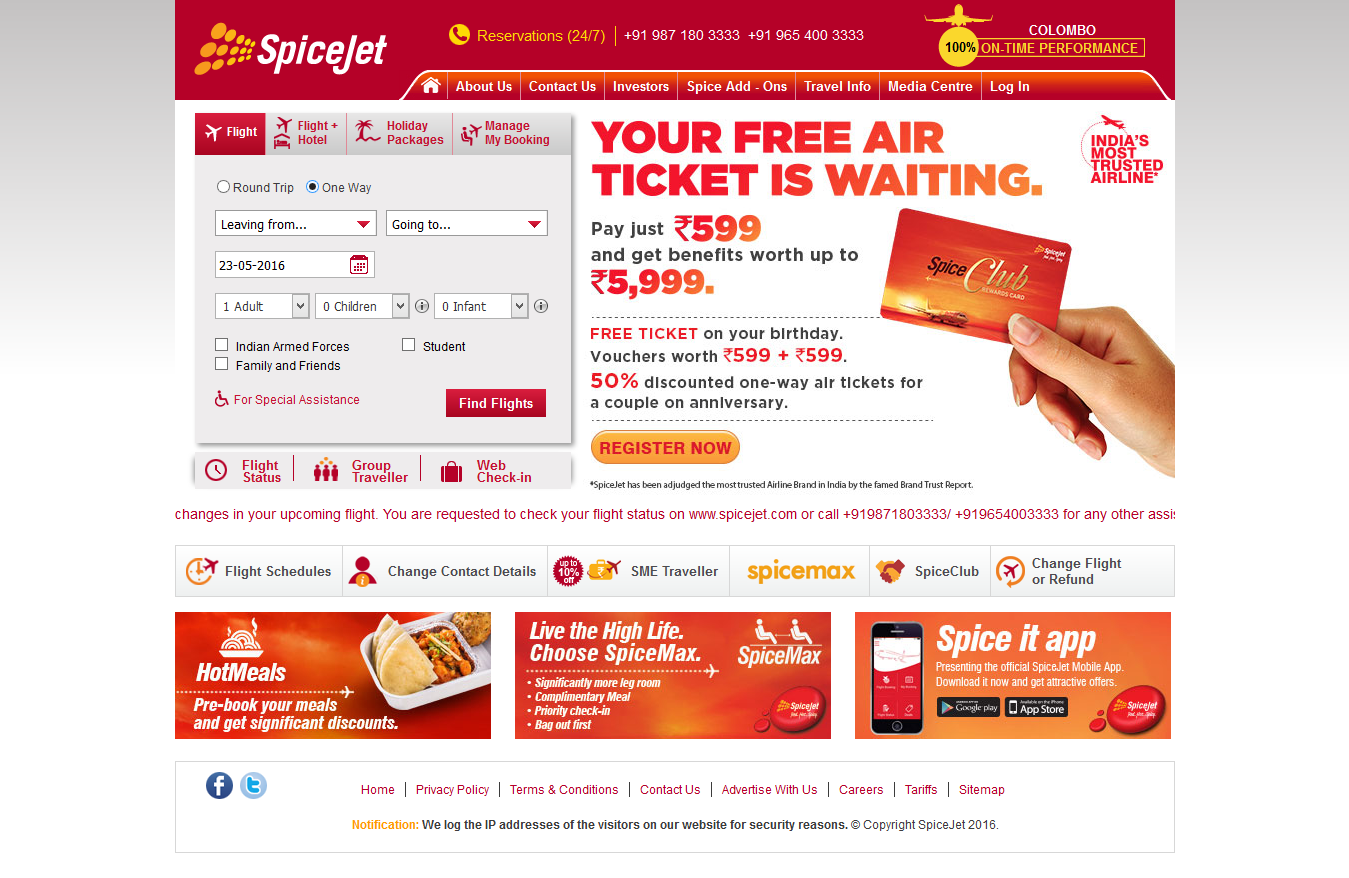 SpiceJet
Reservations (24/7) +91 987 180 3333 +91 965 400 3333
COLOMBO
100% ON-TIME PERFORMANCE
About Us Contact Us Investors Spice Add - Ons Travel Info Media Centre Log In
Flight
Flight +
Hotel
Holiday
Packages
Manage
My Booking
Round Trip One Way
Leaving from... Going to...
23-05-2016
1 Adult 0 Children 0 Infant
Indian Armed Forces Student
Family and Friends
For Special Assistance
Find Flights
Flight
Status
Group
Traveller
Web
Check-in
YOUR FREE AIR
TICKET IS WAITING.
INDIA'S
MOST
TRUSTED
AIRLINE*
Pay just ₹599
and get benefits worth up to
₹5,999.
SpiceJet
Spice Club
REWARDS CARD
FREE TICKET on your birthday.
Vouchers worth ₹599 + ₹599.
50% discounted one-way air tickets for
a couple on anniversary.
REGISTER NOW
*SpiceJet has been adjudged the most trusted Airline Brand in India by the famed Brand Trust Report.
changes in your upcoming flight. You are requested to check your flight status on www.spicejet.com or call +919871803333/ +919654003333 for any other assi
Flight Schedules
Change Contact Details
up to
10%
off
SME Traveller
spicemax
SpiceClub
Change Flight
or Refund
HotMeals
Pre-book your meals
and get significant discounts.
Live the High Life.
Choose SpiceMax.
SpiceMax
• Significantly more leg room
• Complimentary Meal
• Priority check-in
• Bag out first
SpiceJet
Spice it app
Presenting the official SpiceJet Mobile App.
Download it now and get attractive offers.
Google play
Available on the iPhone
App Store
SpiceJet
Home Privacy Policy Terms & Conditions Contact Us Advertise With Us Careers Tariffs Sitemap
Notification: We log the IP addresses of the visitors on our website for security reasons. © Copyright SpiceJet 2016.